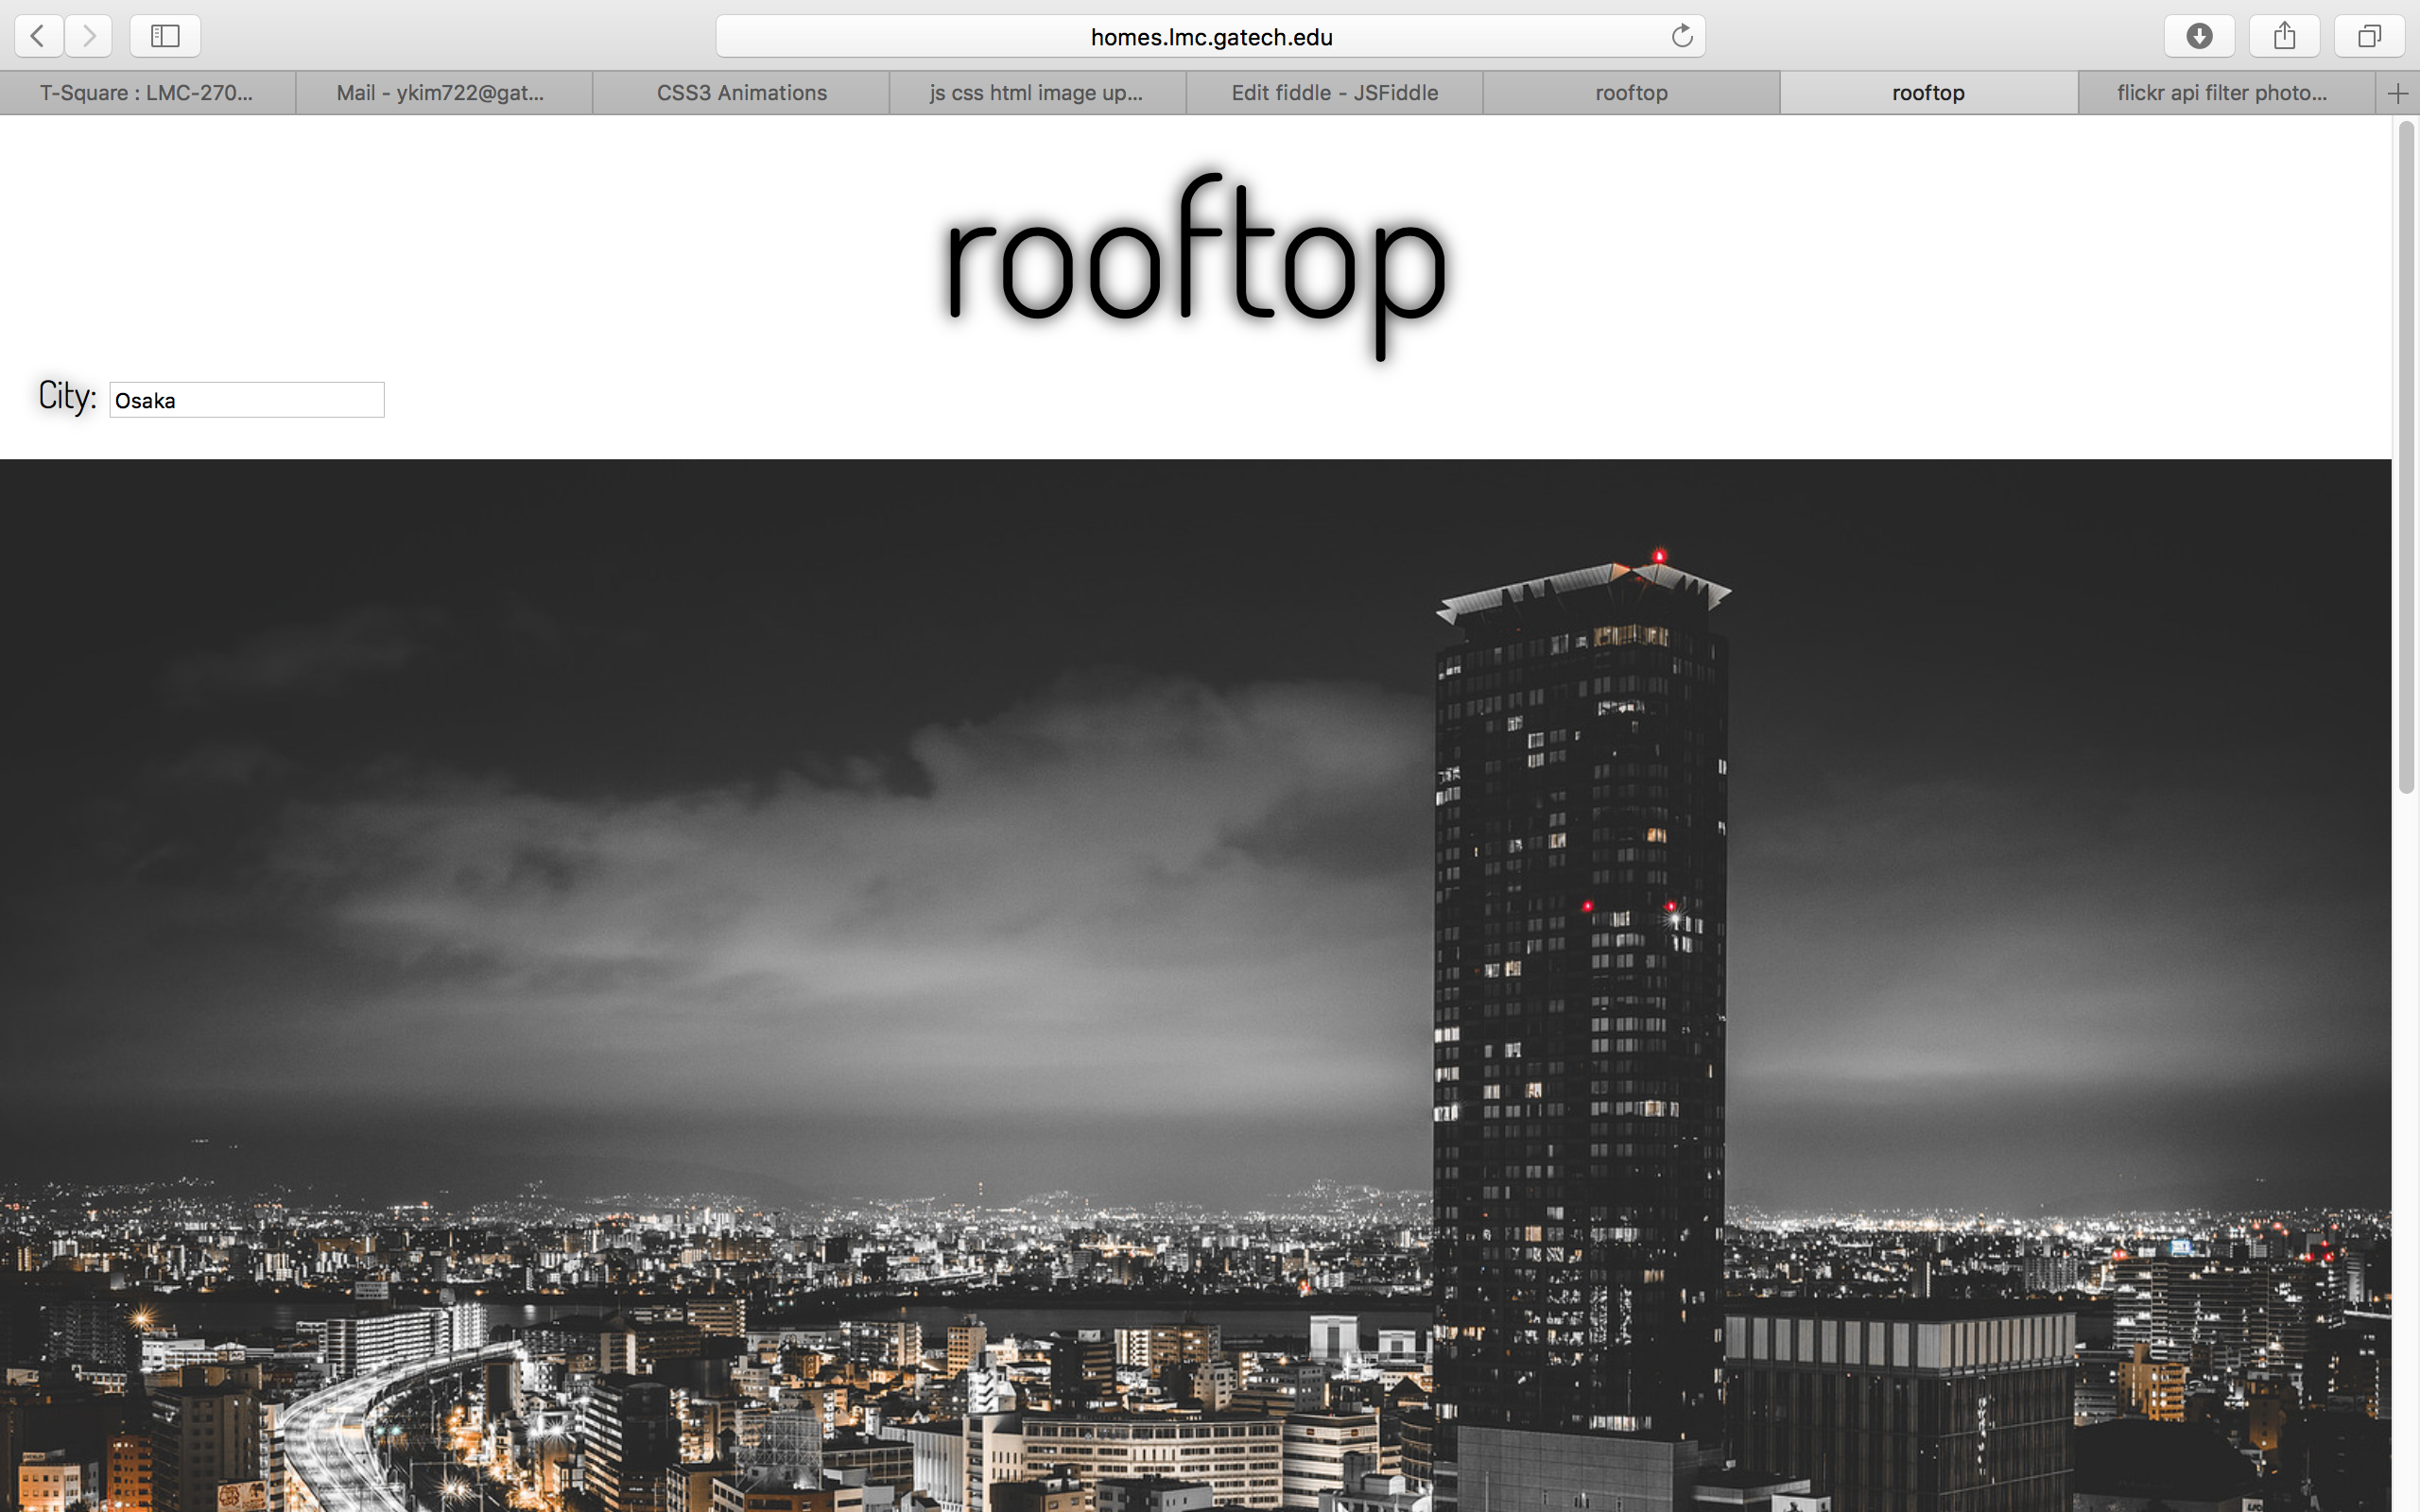 homes.lmc.gatech.edu
T-Square : LMC-270...
Mail - ykim722@gat...
CSS3 Animations
js css html image up...
Edit fiddle - JSFiddle
rooftop
rooftop
flickr api filter photo...
rooftop
City: Osaka